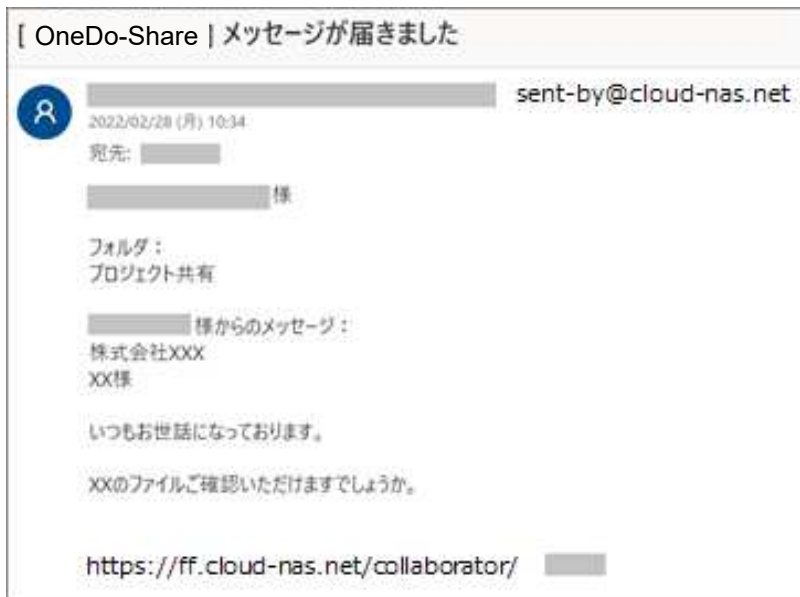 [ OneDo-Share ] メッセージが届きました
sent-by@cloud-nas.net
2022/02/28 (月) 10:34
宛先:
様
フォルダ：
プロジェクト共有
様からのメッセージ：
株式会社XXX
XX様
いつもお世話になっております。
XXのファイルご確認いただけますでしょうか。
https://ff.cloud-nas.net/collaborator/